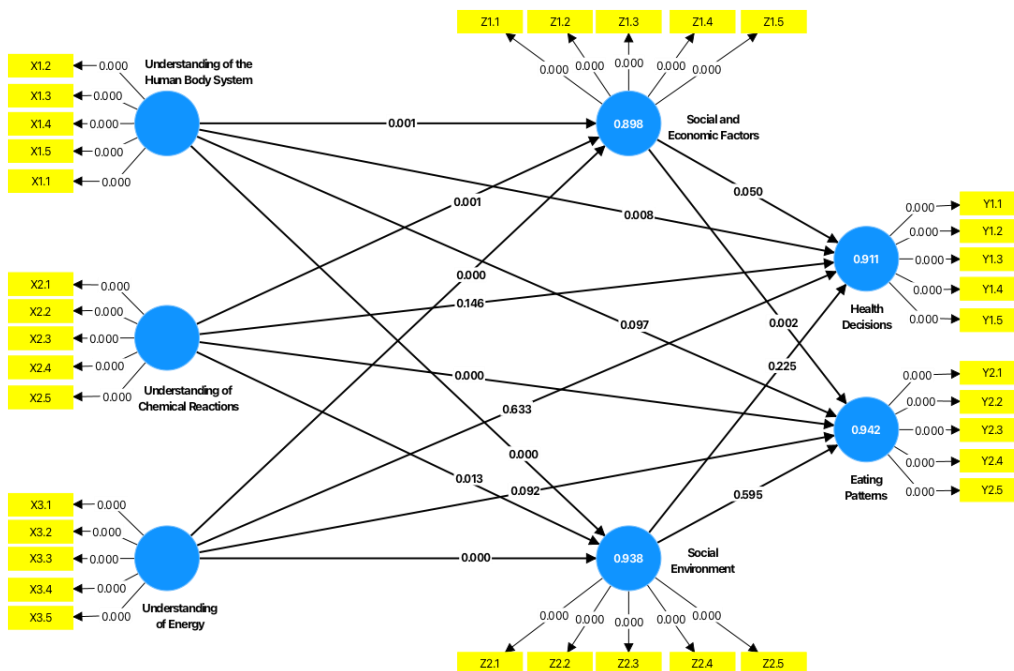 Z1.1 Z1.2 Z1.3 Z1.4 Z1.5
0.000 0.000 0.000 0.000 0.000
Understanding of the
Human Body System
X1.2 0.000
X1.3 0.000
X1.4 0.000
X1.5 0.000
X1.1 0.000
0.001
0.898
Social and
Economic Factors
0.050
0.001
0.008
0.000
0.146
0.097
0.002
0.225
0.911
Health
Decisions
0.000 Y1.1
0.000 Y1.2
0.000 Y1.3
0.000 Y1.4
0.000 Y1.5
X2.1 0.000
X2.2 0.000
X2.3 0.000
X2.4 0.000
X2.5 0.000
Understanding of
Chemical Reactions
0.000
0.633
0.000
0.013
0.092
0.595
0.942
Eating
Patterns
0.000 Y2.1
0.000 Y2.2
0.000 Y2.3
0.000 Y2.4
0.000 Y2.5
X3.1 0.000
X3.2 0.000
X3.3 0.000
X3.4 0.000
X3.5 0.000
Understanding
of Energy
0.000
0.938
Social
Environment
0.000 0.000 0.000 0.000 0.000
Z2.1 Z2.2 Z2.3 Z2.4 Z2.5